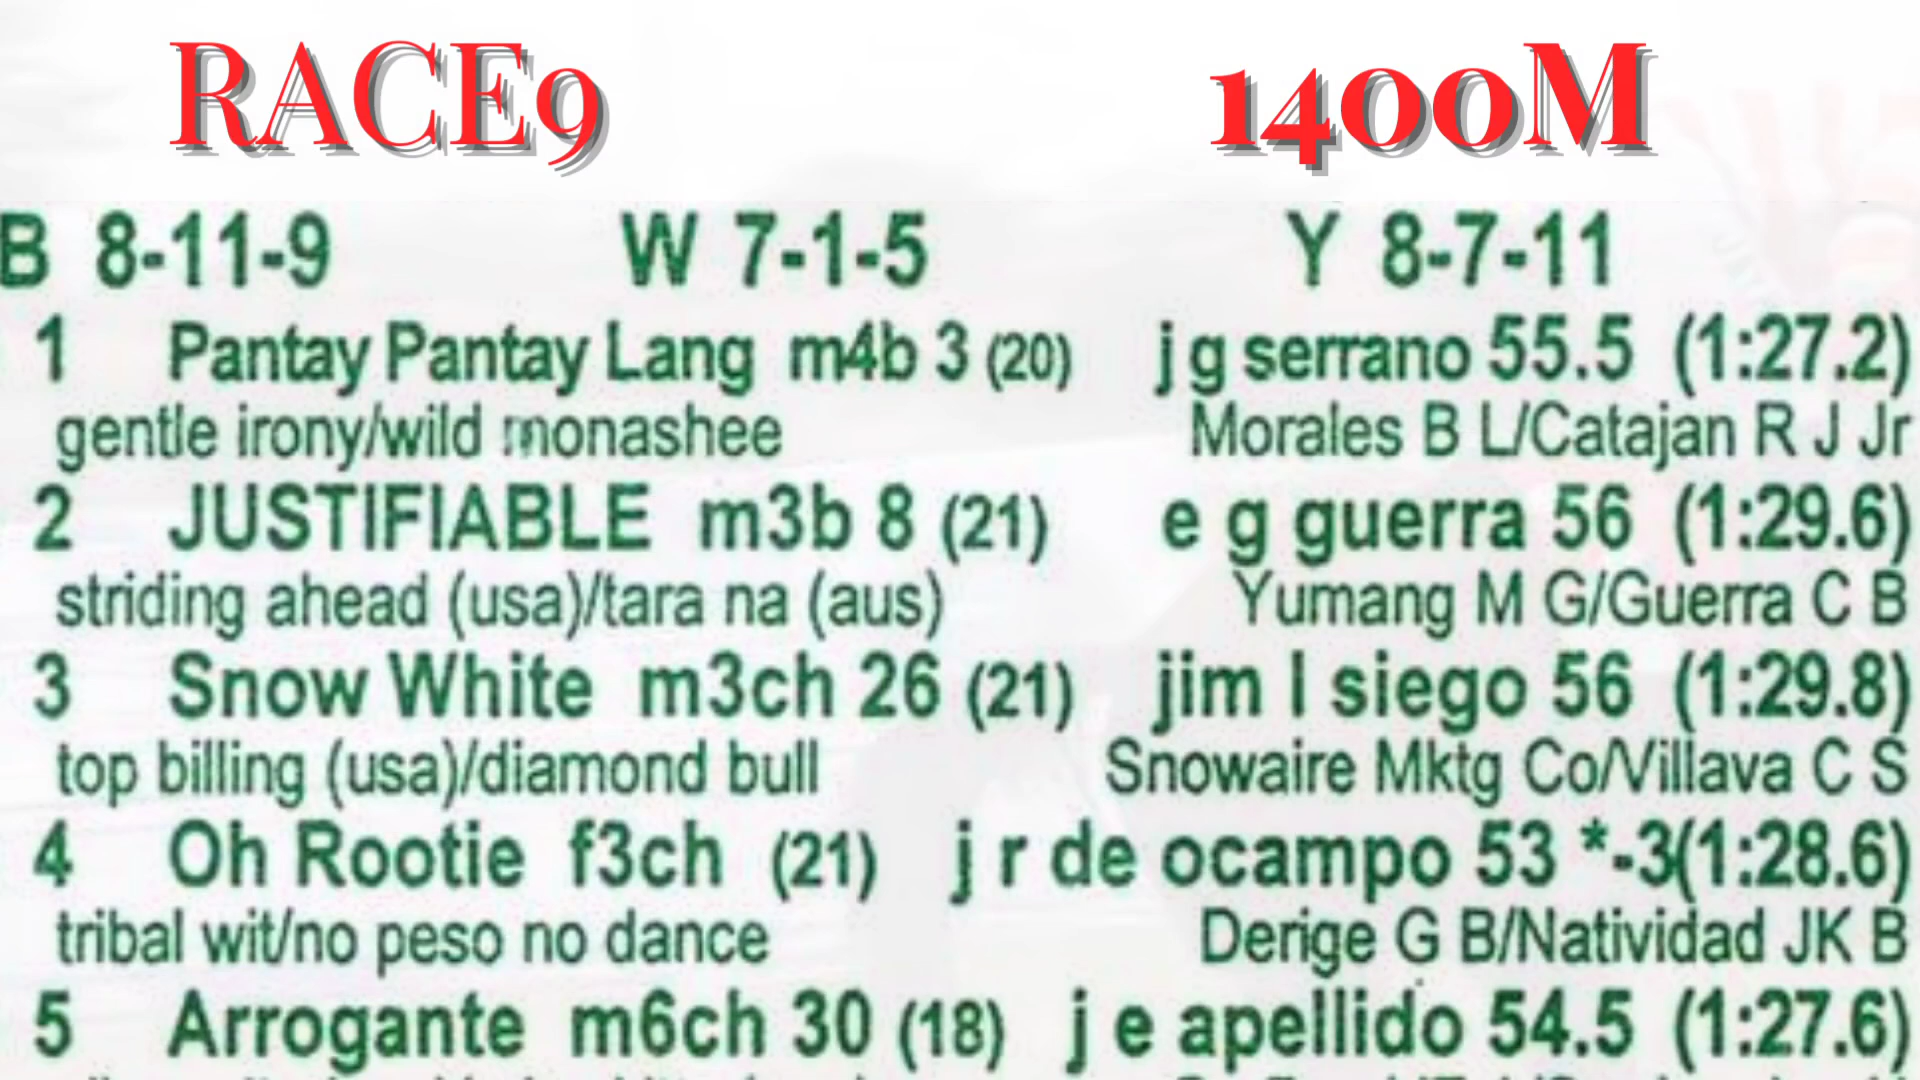 RACE9 1400M
B 8-11-9 W 7-1-5 Y 8-7-11
1 Pantay Pantay Lang m4b 3 (20) j g serrano 55.5 (1:27.2)
gentle irony/wild monashee Morales B L/Catajan R J Jr
2 JUSTIFIABLE m3b 8 (21) e g guerra 56 (1:29.6)
striding ahead (usa)/tara na (aus) Yumang M G/Guerra C B
3 Snow White m3ch 26 (21) jim l siego 56 (1:29.8)
top billing (usa)/diamond bull Snowaire Mktg Co/Villava C S
4 Oh Rootie f3ch (21) j r de ocampo 53 *-3(1:28.6)
tribal wit/no peso no dance Derige G B/Natividad JK B
5 Arrogante m6ch 30 (18) j e apellido 54.5 (1:27.6)